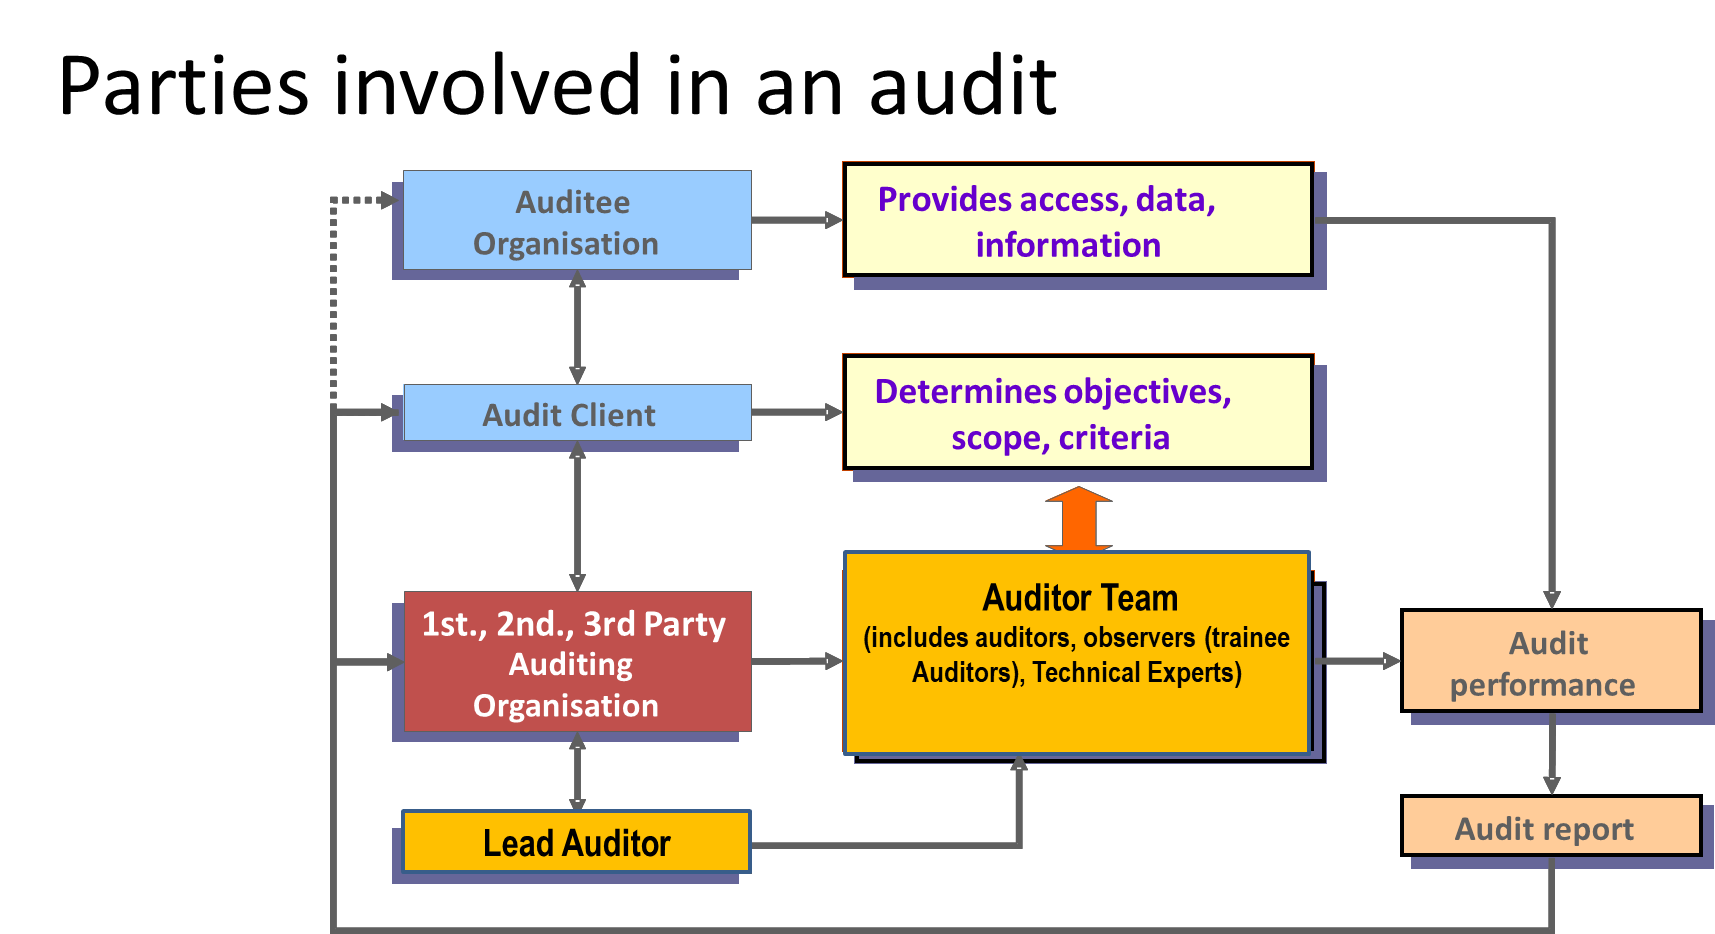 Parties involved in an audit
Auditee
Organisation
Provides access, data,
information
Audit Client
Determines objectives,
scope, criteria
1st., 2nd., 3rd Party
Auditing
Organisation
Auditor Team
(includes auditors, observers (trainee
Auditors), Technical Experts)
Audit
performance
Lead Auditor
Audit report